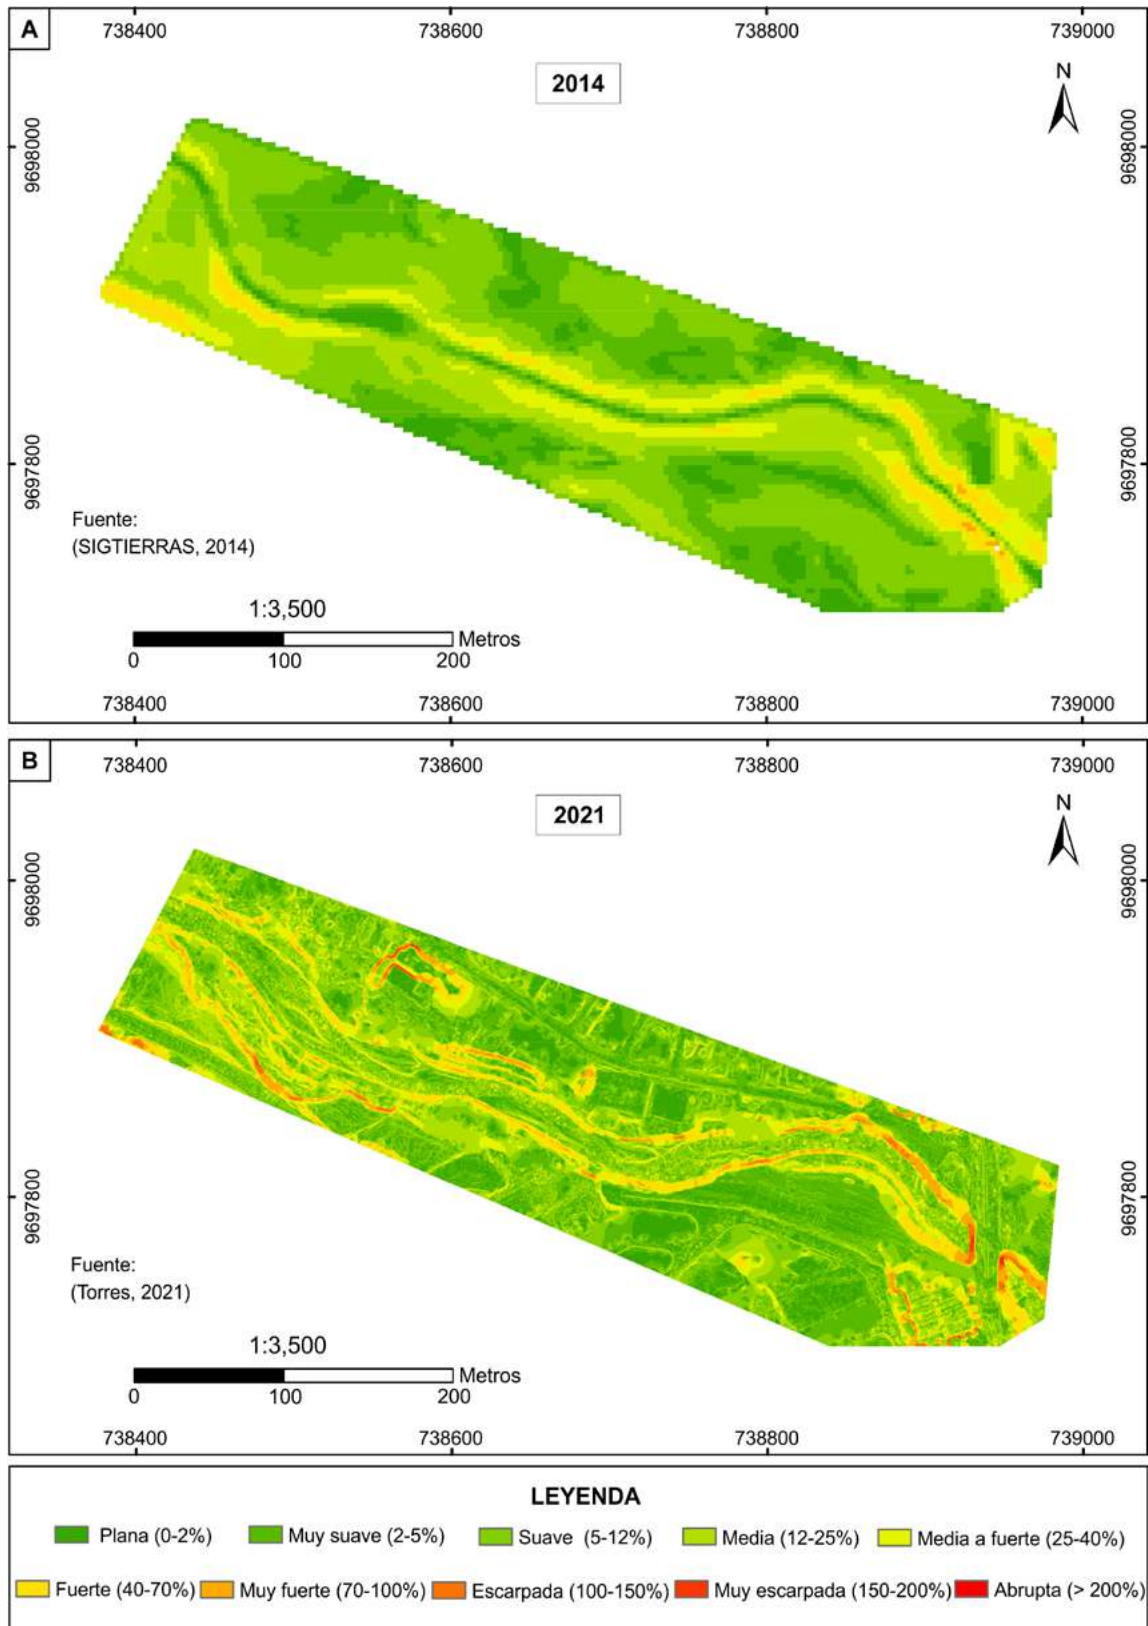 A
738400 738600 738800 739000
2014
N
9698000 9698000
9697800 9697800
Fuente:
(SIGTIERRAS, 2014)
1:3,500
Metros
0 100 200
738400 738600 738800 739000
B
738400 738600 738800 739000
2021
N
9698000 9698000
9697800 9697800
Fuente:
(Torres, 2021)
1:3,500
Metros
0 100 200
738400 738600 738800 739000
LEYENDA
Plana (0-2%) Muy suave (2-5%) Suave (5-12%) Media (12-25%) Media a fuerte (25-40%)
Fuerte (40-70%) Muy fuerte (70-100%) Escarpada (100-150%) Muy escarpada (150-200%) Abrupta (> 200%)